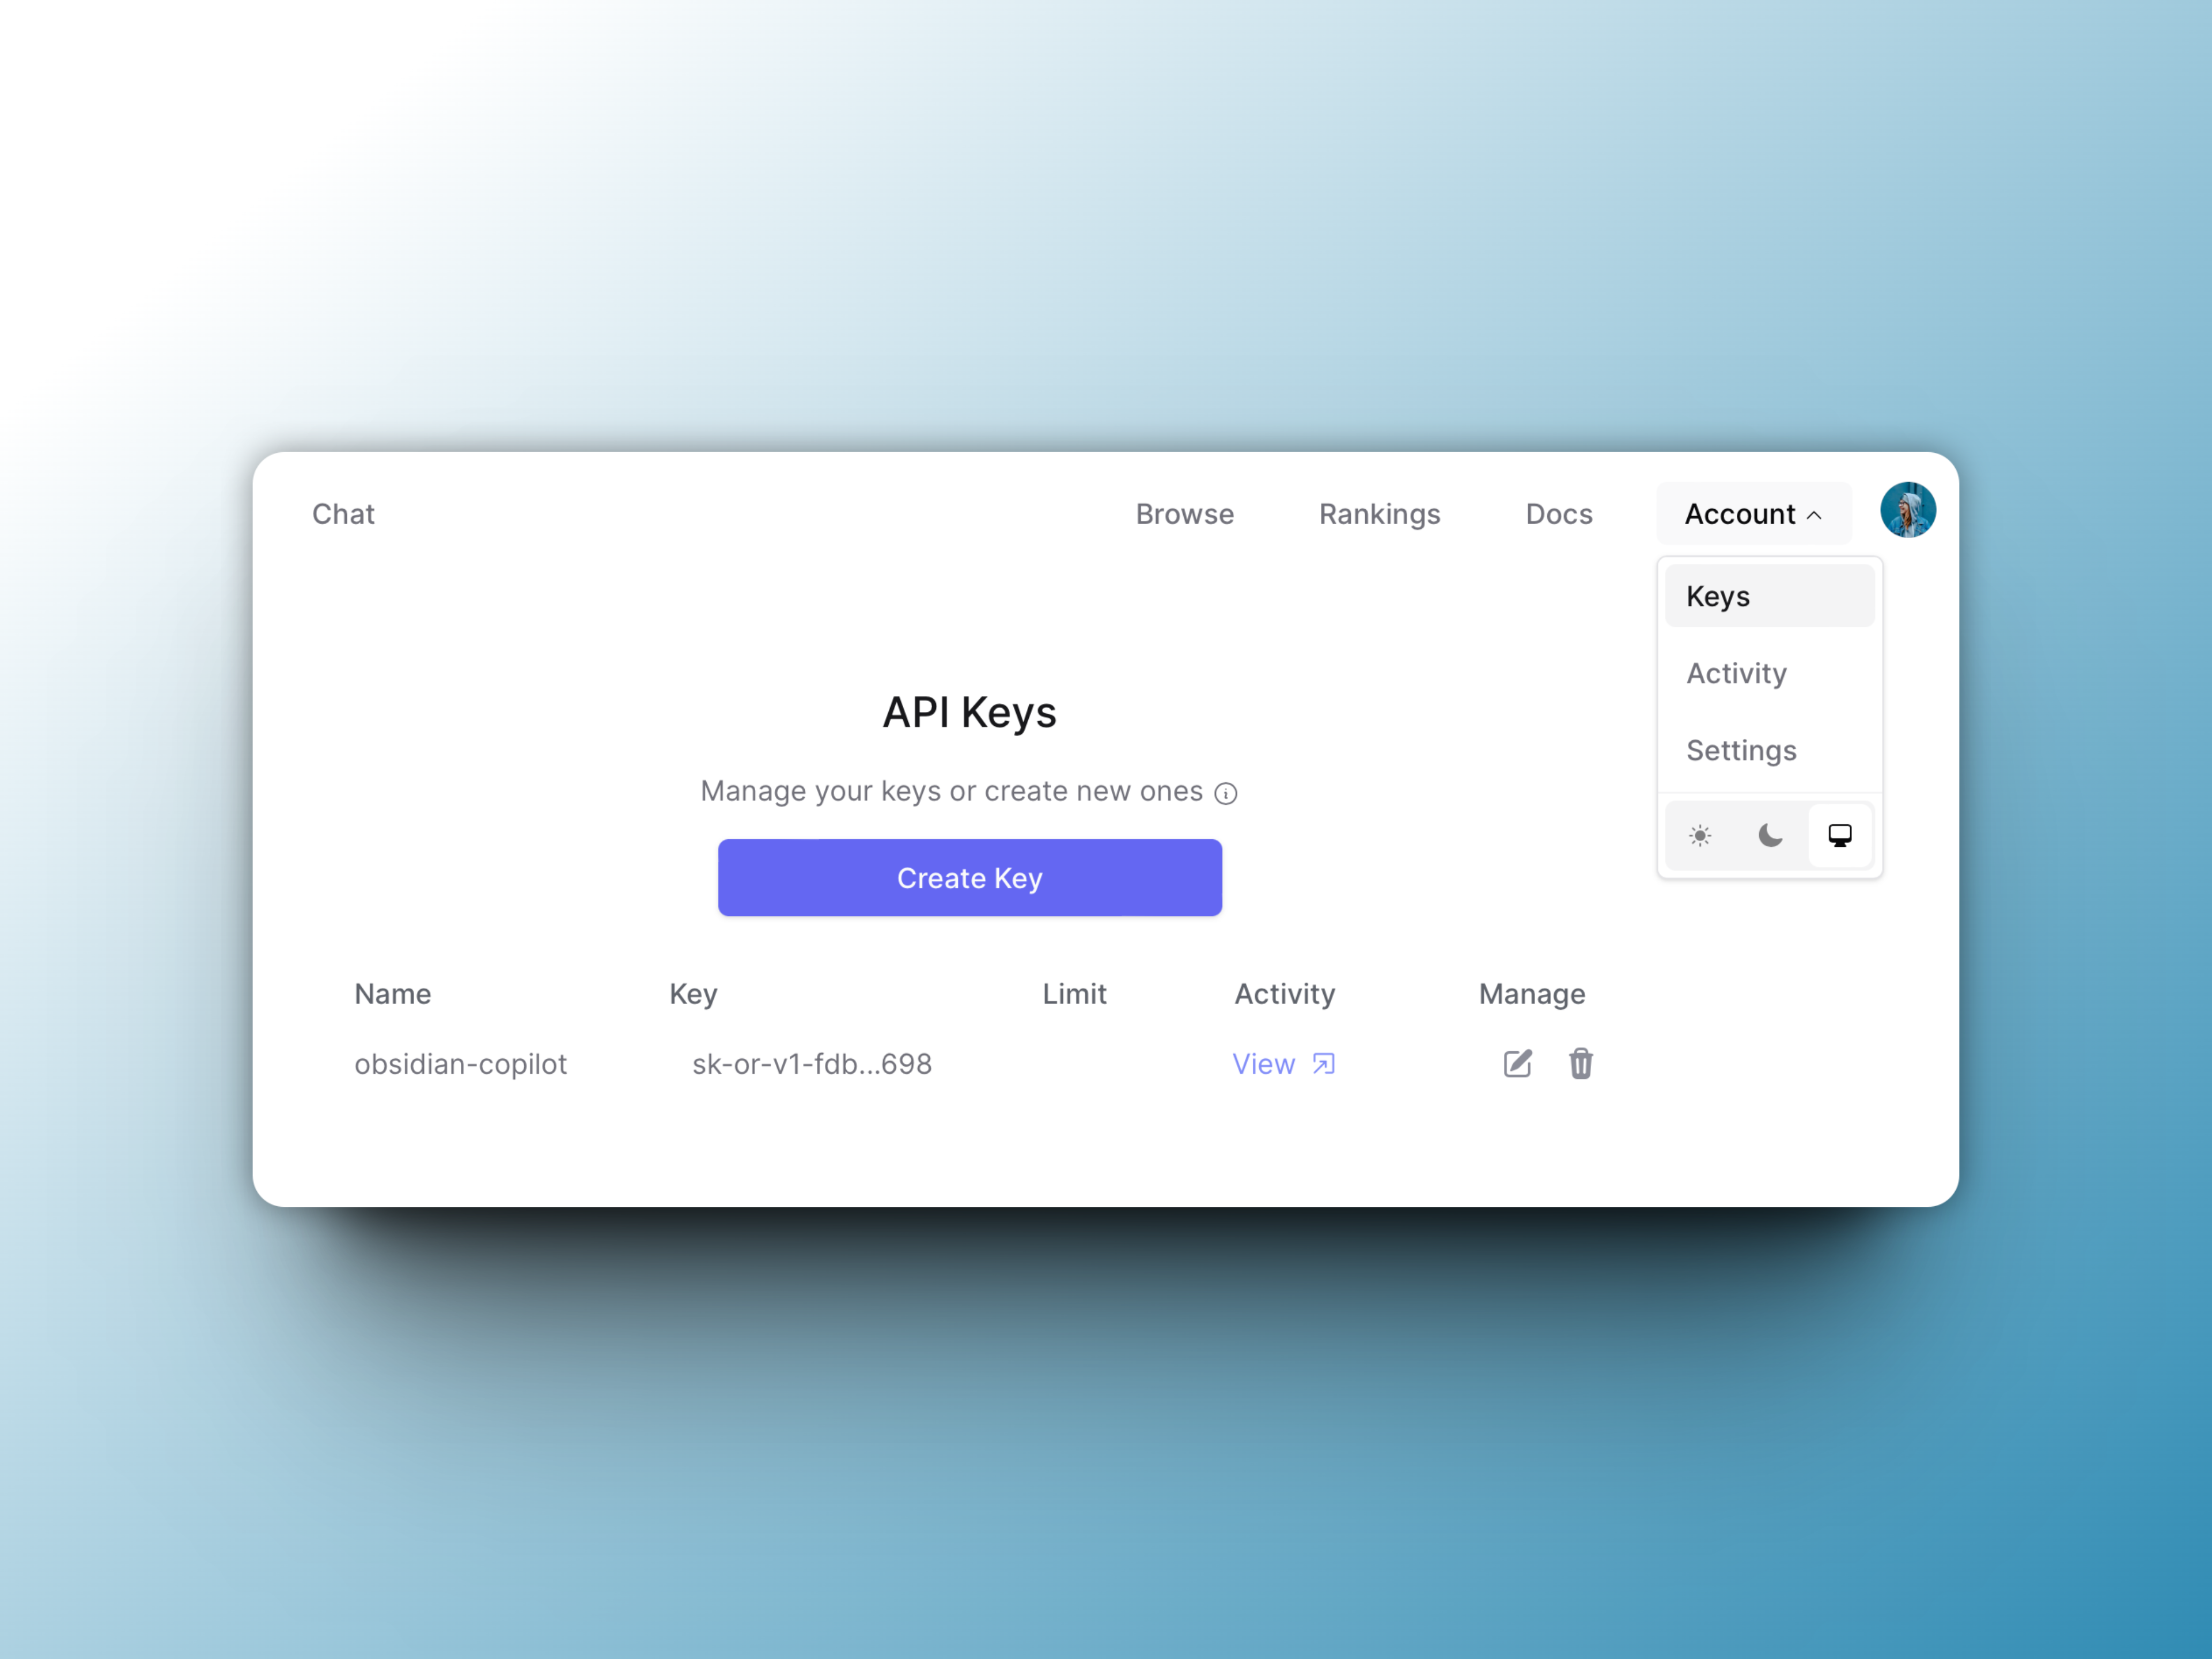 Chat Browse Rankings Docs Account
Keys
Activity
Settings
API Keys
Manage your keys or create new ones
Create Key
Name Key Limit Activity Manage
obsidian-copilot sk-or-v1-fdb...698 View